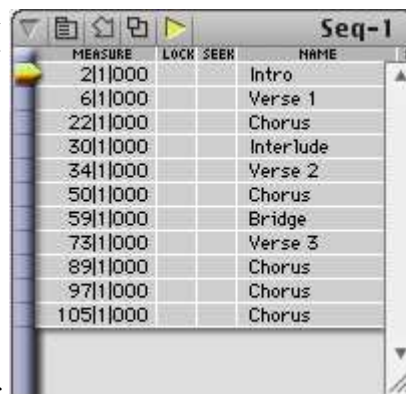 Seq-1
MEASURE LOCK SEEK NAME
2|1|000 Intro
6|1|000 Verse 1
22|1|000 Chorus
30|1|000 Interlude
34|1|000 Verse 2
50|1|000 Chorus
59|1|000 Bridge
73|1|000 Verse 3
89|1|000 Chorus
97|1|000 Chorus
105|1|000 Chorus